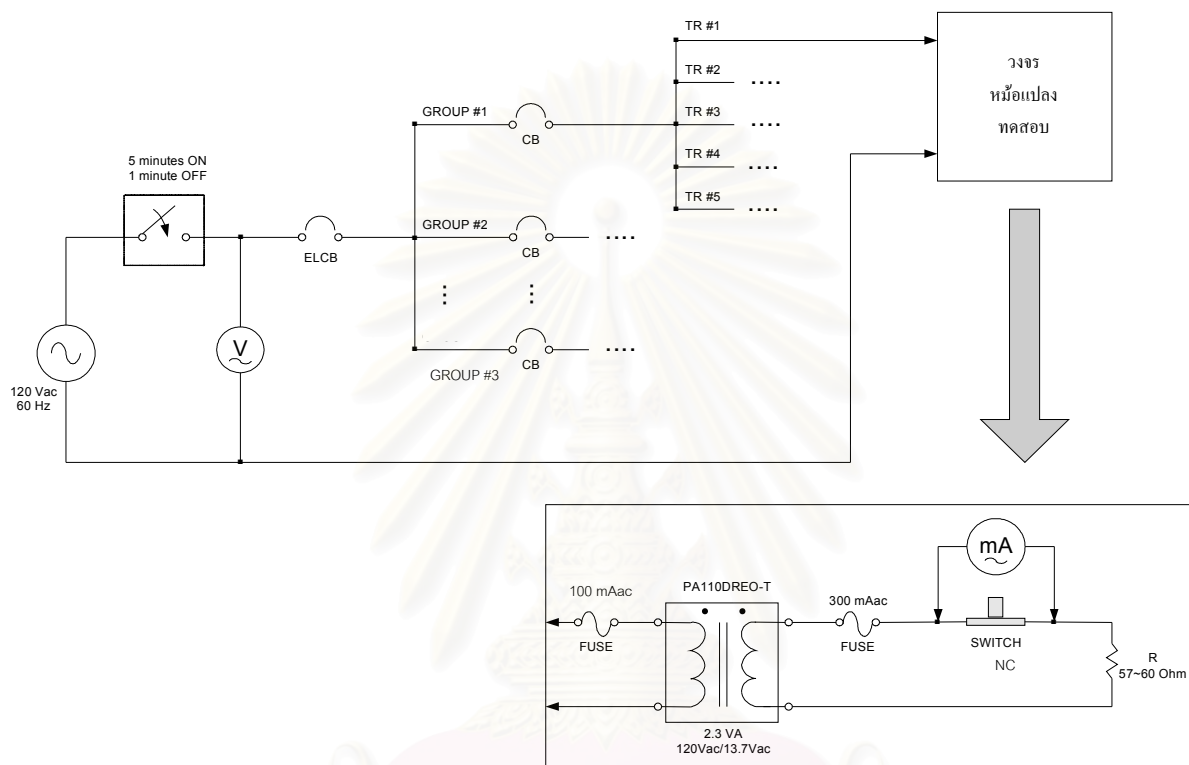 TR #1
TR #2
TR #3
TR #4
TR #5
วงจร
หม้อแปลง
ทดสอบ
GROUP #1
CB
5 minutes ON
1 minute OFF
GROUP #2
CB
ELCB
V
CB
GROUP #3
120 Vac
60 Hz
mA
PA110DREO-T
100 mAac
FUSE
300 mAac
FUSE
SWITCH
NC
R
57~60 Ohm
2.3 VA
120Vac/13.7Vac